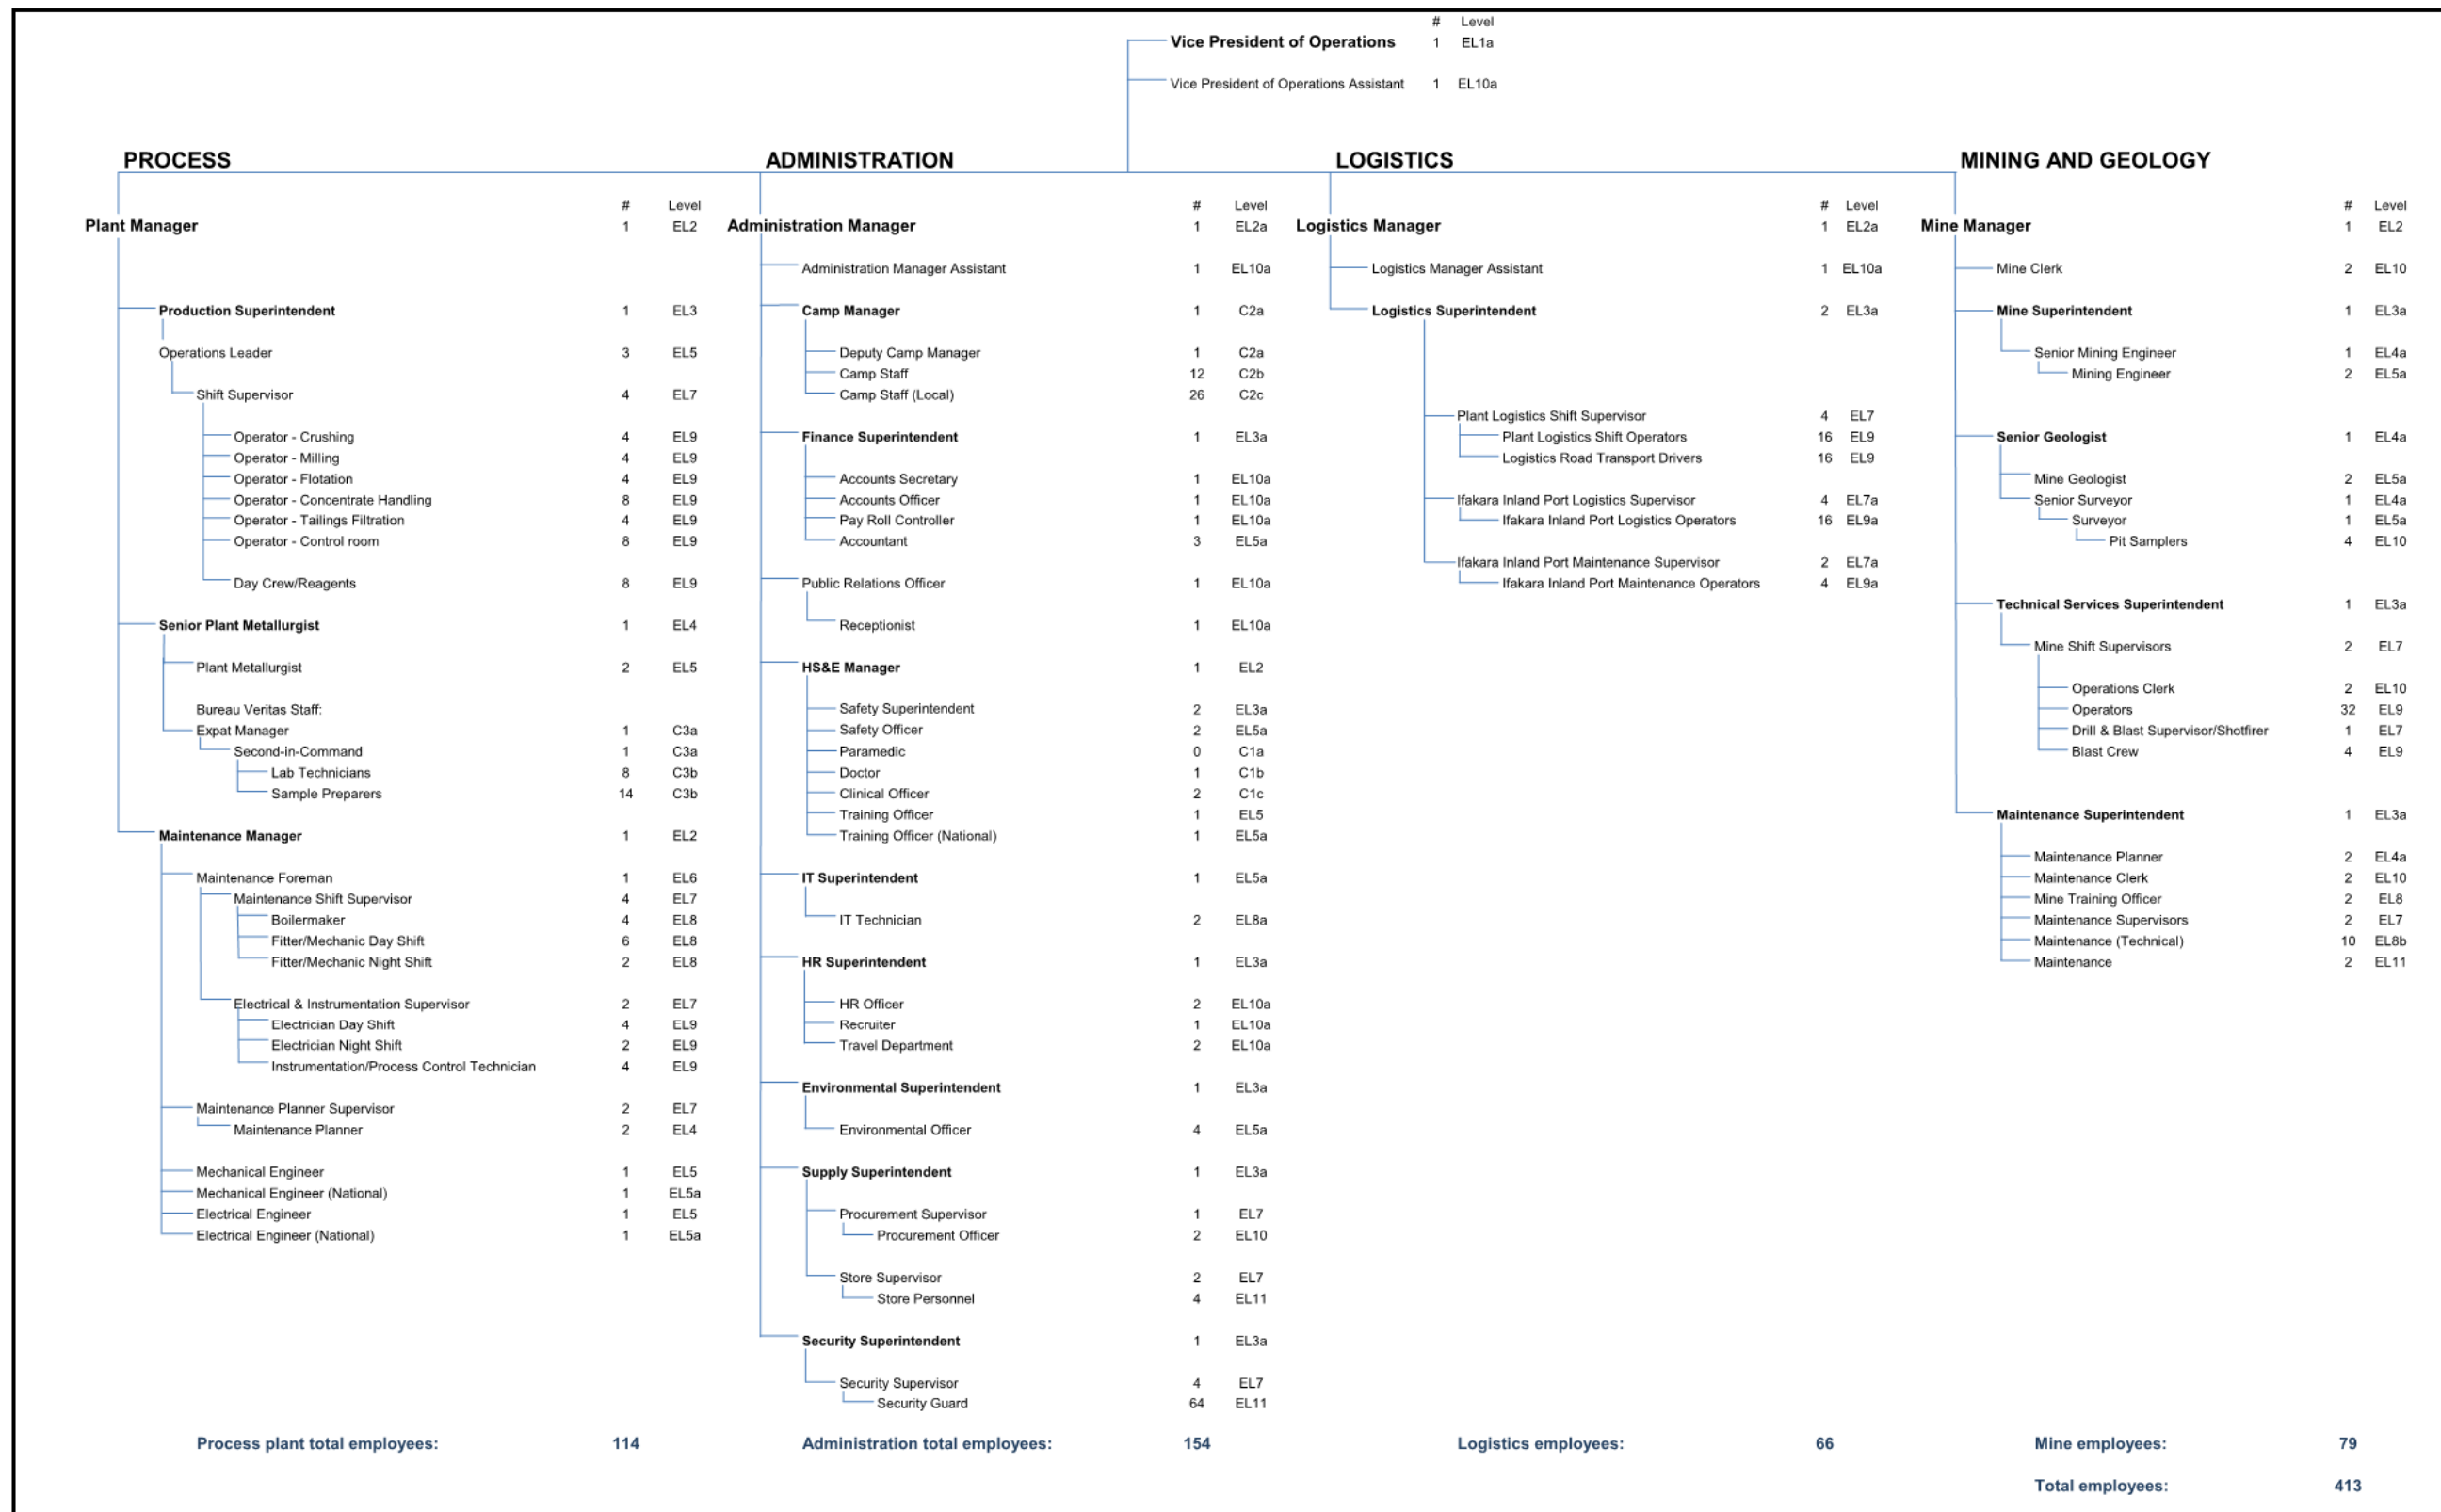 # Level
Vice President of Operations 1 EL1a
Vice President of Operations Assistant 1 EL10a
PROCESS
# Level
Plant Manager 1 EL2
Production Superintendent 1 EL3
Operations Leader 3 EL5
Shift Supervisor 4 EL7
Operator - Crushing 4 EL9
Operator - Milling 4 EL9
Operator - Flotation 4 EL9
Operator - Concentrate Handling 8 EL9
Operator - Tailings Filtration 4 EL9
Operator - Control room 8 EL9
Day Crew/Reagents 8 EL9
Senior Plant Metallurgist 1 EL4
Plant Metallurgist 2 EL5
Bureau Veritas Staff:
Expat Manager 1 C3a
Second-in-Command 1 C3a
Lab Technicians 8 C3b
Sample Preparers 14 C3b
Maintenance Manager 1 EL2
Maintenance Foreman 1 EL6
Maintenance Shift Supervisor 4 EL7
Boilermaker 4 EL8
Fitter/Mechanic Day Shift 6 EL8
Fitter/Mechanic Night Shift 2 EL8
Electrical & Instrumentation Supervisor 2 EL7
Electrician Day Shift 4 EL9
Electrician Night Shift 2 EL9
Instrumentation/Process Control Technician 4 EL9
Maintenance Planner Supervisor 2 EL7
Maintenance Planner 2 EL4
Mechanical Engineer 1 EL5
Mechanical Engineer (National) 1 EL5a
Electrical Engineer 1 EL5
Electrical Engineer (National) 1 EL5a
Process plant total employees: 114
ADMINISTRATION
# Level
Administration Manager 1 EL2a
Administration Manager Assistant 1 EL10a
Camp Manager 1 C2a
Deputy Camp Manager 1 C2a
Camp Staff 12 C2b
Camp Staff (Local) 26 C2c
Finance Superintendent 1 EL3a
Accounts Secretary 1 EL10a
Accounts Officer 1 EL10a
Pay Roll Controller 1 EL10a
Accountant 3 EL5a
Public Relations Officer 1 EL10a
Receptionist 1 EL10a
HS&E Manager 1 EL2
Safety Superintendent 2 EL3a
Safety Officer 2 EL5a
Paramedic 0 C1a
Doctor 1 C1b
Clinical Officer 2 C1c
Training Officer 1 EL5
Training Officer (National) 1 EL5a
IT Superintendent 1 EL5a
IT Technician 2 EL8a
HR Superintendent 1 EL3a
HR Officer 2 EL10a
Recruiter 1 EL10a
Travel Department 2 EL10a
Environmental Superintendent 1 EL3a
Environmental Officer 4 EL5a
Supply Superintendent 1 EL3a
Procurement Supervisor 1 EL7
Procurement Officer 2 EL10
Store Supervisor 2 EL7
Store Personnel 4 EL11
Security Superintendent 1 EL3a
Security Supervisor 4 EL7
Security Guard 64 EL11
Administration total employees: 154
LOGISTICS
# Level
Logistics Manager 1 EL2a
Logistics Manager Assistant 1 EL10a
Logistics Superintendent 2 EL3a
Plant Logistics Shift Supervisor 4 EL7
Plant Logistics Shift Operators 16 EL9
Logistics Road Transport Drivers 16 EL9
Ifakara Inland Port Logistics Supervisor 4 EL7a
Ifakara Inland Port Logistics Operators 16 EL9a
Ifakara Inland Port Maintenance Supervisor 2 EL7a
Ifakara Inland Port Maintenance Operators 4 EL9a
Logistics employees: 66
MINING AND GEOLOGY
# Level
Mine Manager 1 EL2
Mine Clerk 2 EL10
Mine Superintendent 1 EL3a
Senior Mining Engineer 1 EL4a
Mining Engineer 2 EL5a
Senior Geologist 1 EL4a
Mine Geologist 2 EL5a
Senior Surveyor 1 EL4a
Surveyor 1 EL5a
Pit Samplers 4 EL10
Technical Services Superintendent 1 EL3a
Mine Shift Supervisors 2 EL7
Operations Clerk 2 EL10
Operators 32 EL9
Drill & Blast Supervisor/Shotfirer 1 EL7
Blast Crew 4 EL9
Maintenance Superintendent 1 EL3a
Maintenance Planner 2 EL4a
Maintenance Clerk 2 EL10
Mine Training Officer 2 EL8
Maintenance Supervisors 2 EL7
Maintenance (Technical) 10 EL8b
Maintenance 2 EL11
Mine employees: 79
Total employees: 413